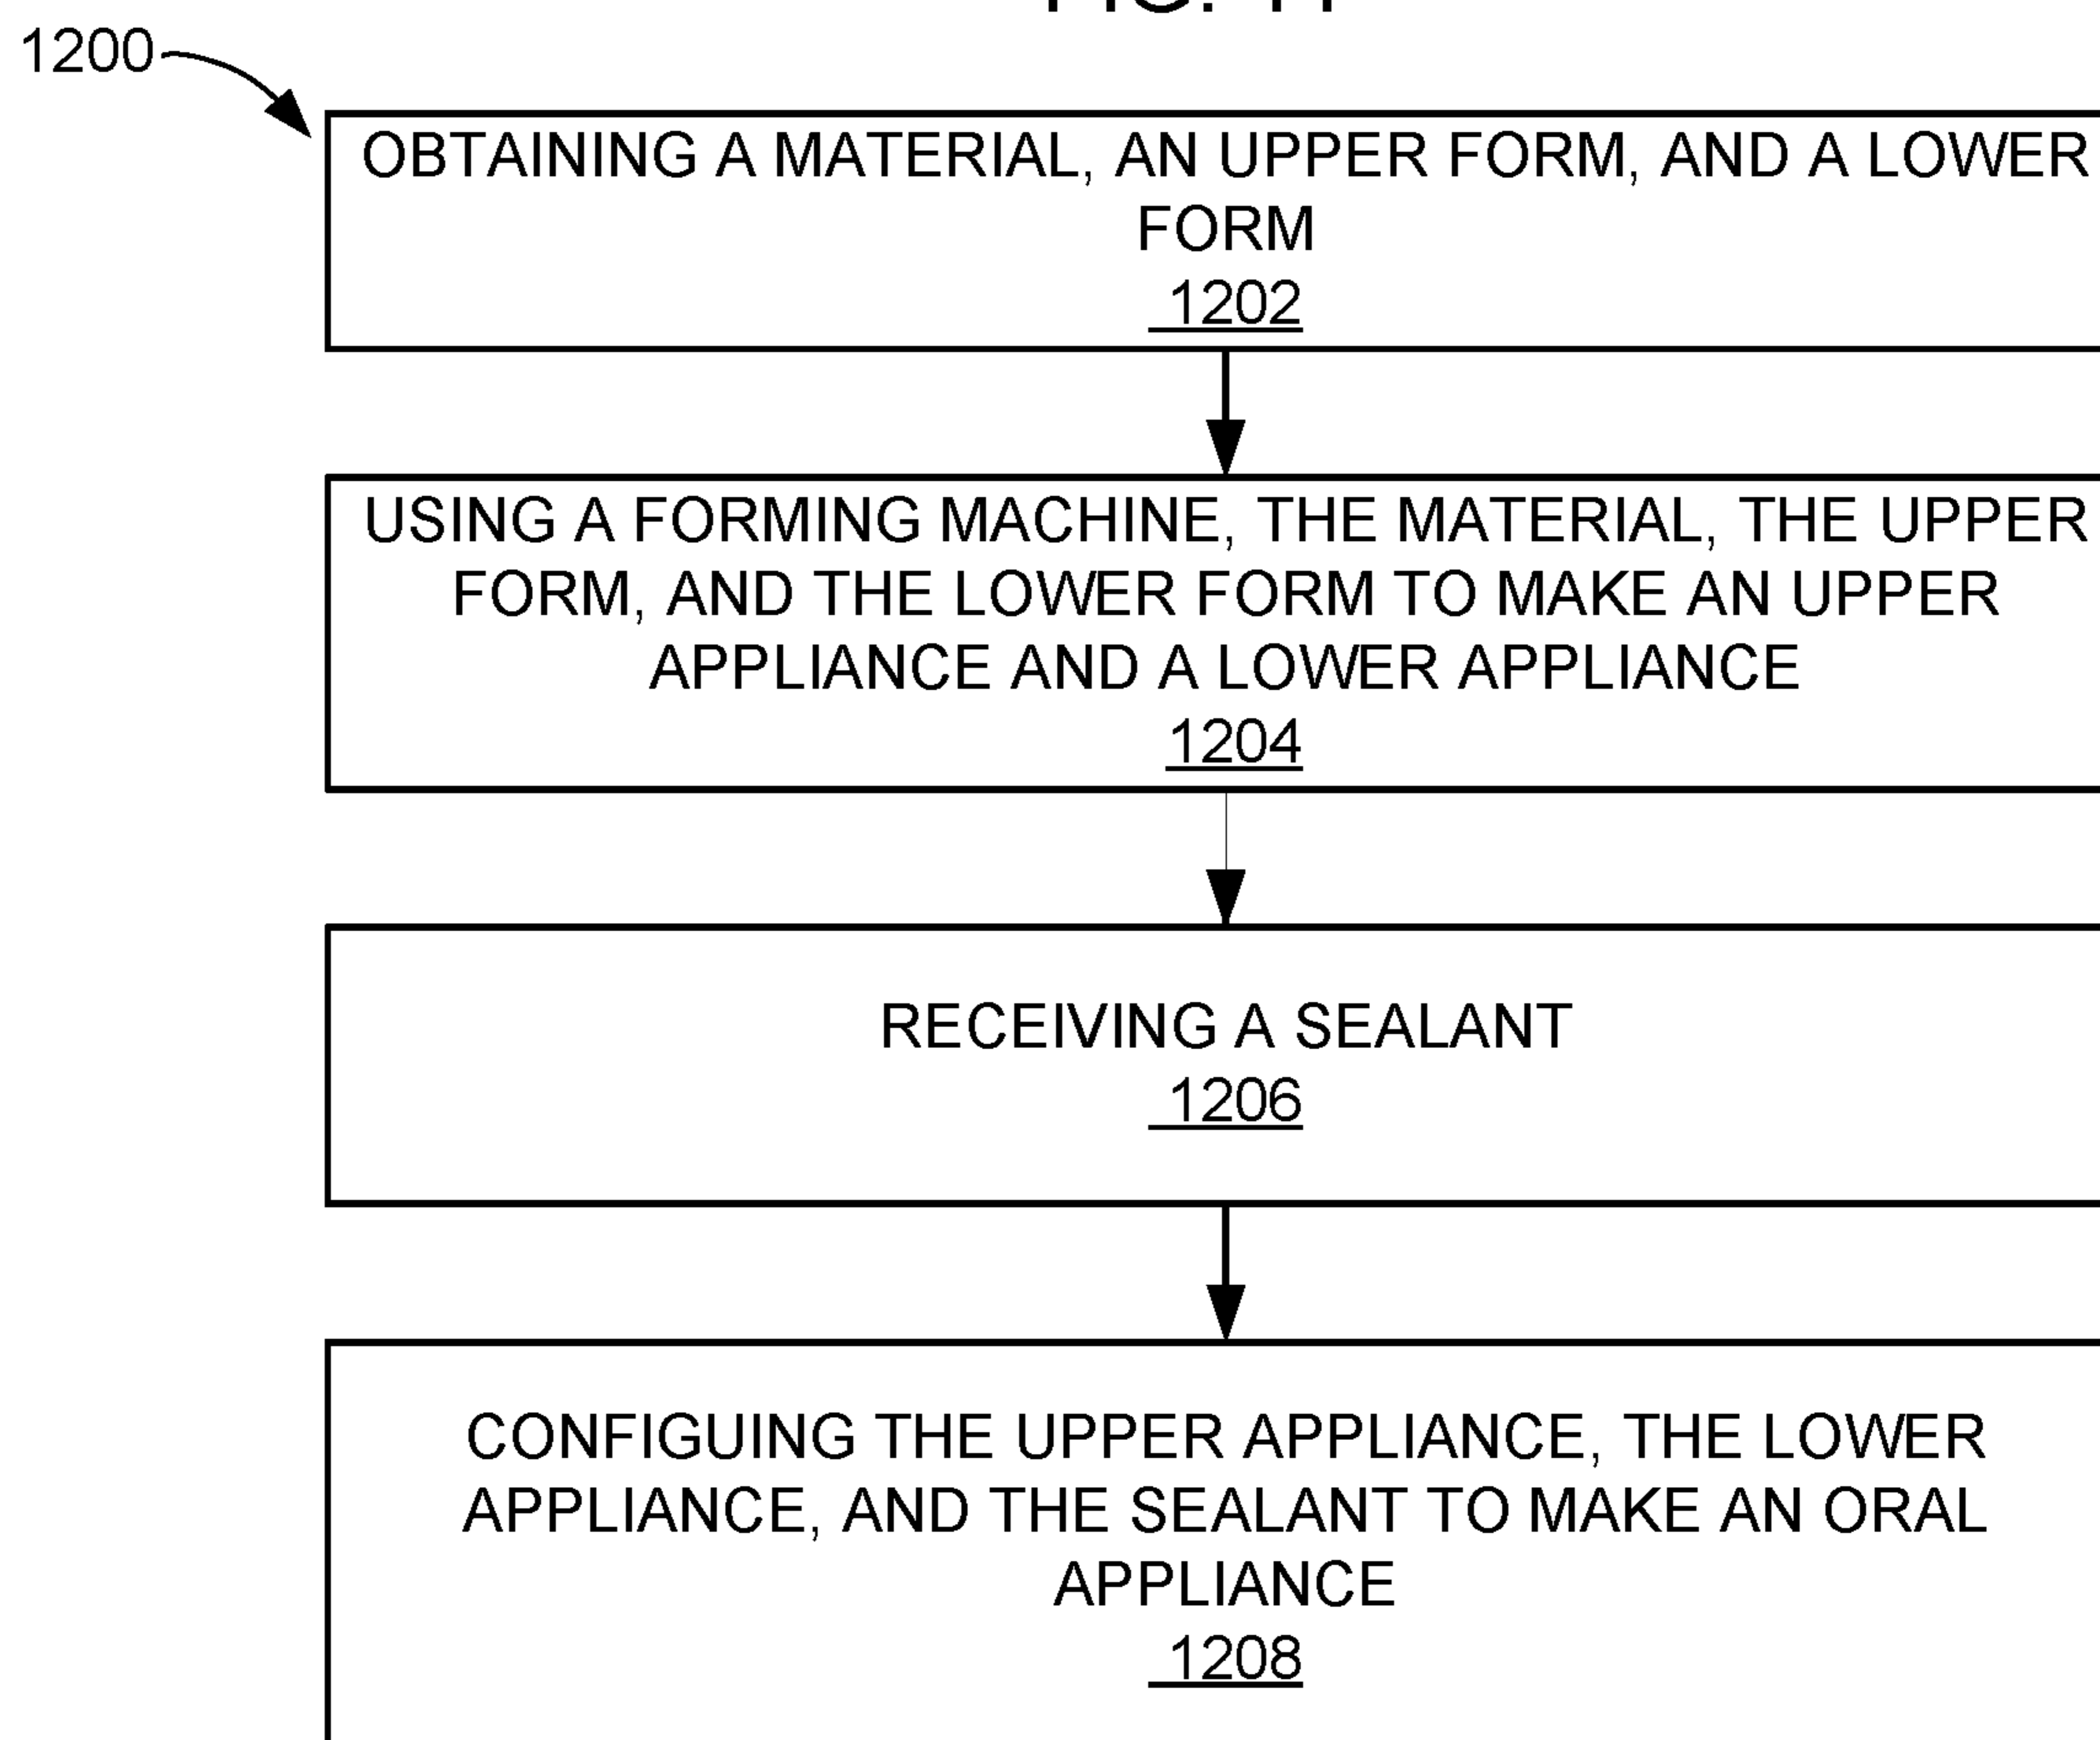 1200
OBTAINING A MATERIAL, AN UPPER FORM, AND A LOWER
FORM
1202
USING A FORMING MACHINE, THE MATERIAL, THE UPPER
FORM, AND THE LOWER FORM TO MAKE AN UPPER
APPLIANCE AND A LOWER APPLIANCE
1204
RECEIVING A SEALANT
1206
CONFIGUING THE UPPER APPLIANCE, THE LOWER
APPLIANCE, AND THE SEALANT TO MAKE AN ORAL
APPLIANCE
1208